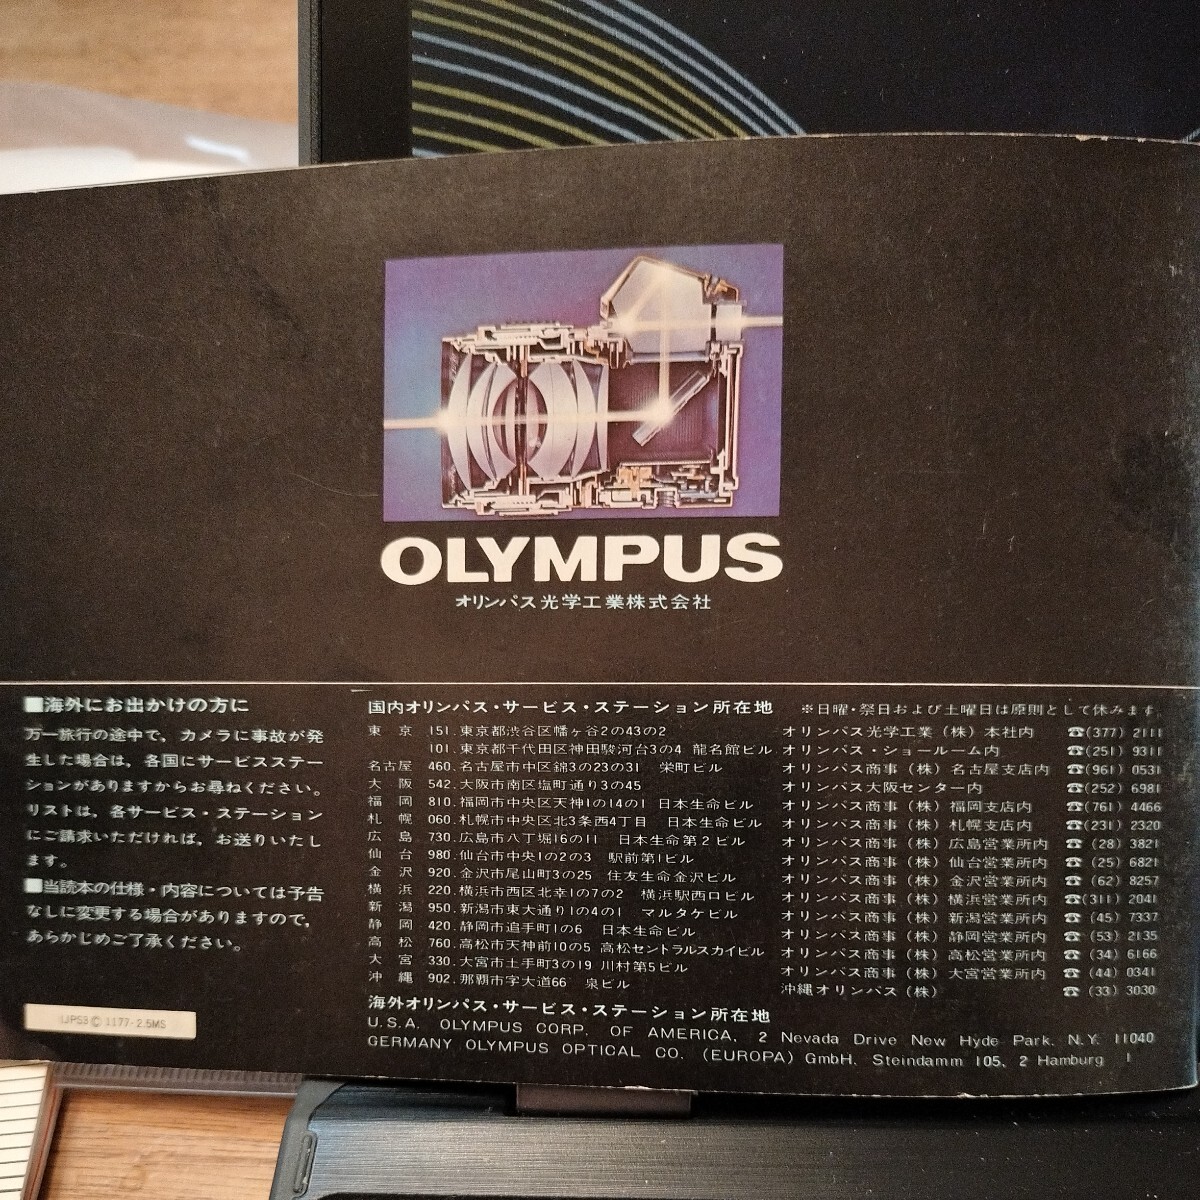 OLYMPUS
オリンパス光学工業株式会社
■海外にお出かけの方に
万一旅行の途中で、カメラに事故が発
生した場合は、各国にサービスステー
ションがありますからお尋ねください。
リストは、各サービス・ステーション
にご請求いただければ、お送りいたし
ます。
■当読本の仕様・内容については予告
なしに変更する場合がありますので、
あらかじめご了承ください。
IJPS3© 1177-2.5MS
国内オリンパス・サービス・ステーション所在地 ※日曜・祭日および土曜日は原則として休みます。
東京 151. 東京都渋谷区幡ヶ谷2の43の2 オリンパス光学工業（株）本社内 ☎(377) 2111
101. 東京都千代田区神田駿河台3の4 龍名館ビル オリンパス・ショールーム内 ☎(251) 9311
名古屋 460. 名古屋市中区錦3の23の31 栄町ビル オリンパス商事（株）名古屋支店内 ☎(961) 0531
大阪 542. 大阪市南区塩町通り3の45 オリンパス大阪センター内 ☎(252) 6981
福岡 810. 福岡市中央区天神1の14の1 日本生命ビル オリンパス商事（株）福岡支店内 ☎(761) 4466
札幌 060. 札幌市中央区北3条西4丁目 日本生命ビル オリンパス商事（株）札幌支店内 ☎(231) 2320
広島 730. 広島市八丁堀16の11 日本生命第2ビル オリンパス商事（株）広島営業所内 ☎(28) 3821
仙台 980. 仙台市中央1の2の3 駅前第1ビル オリンパス商事（株）仙台営業所内 ☎(25) 6821
金沢 920. 金沢市尾山町3の25 住友生命金沢ビル オリンパス商事（株）金沢営業所内 ☎(62) 8257
横浜 220. 横浜市西区北幸1の7の2 横浜駅西口ビル オリンパス商事（株）横浜営業所内 ☎(311) 2041
新潟 950. 新潟市東大通り1の4の1 マルタケビル オリンパス商事（株）新潟営業所内 ☎(45) 7337
静岡 420. 静岡市追手町1の6 日本生命ビル オリンパス商事（株）静岡営業所内 ☎(53) 2135
高松 760. 高松市天神前10の5 高松セントラルスカイビル オリンパス商事（株）高松営業所内 ☎(34) 6166
大宮 330. 大宮市土手町3の19 川村第5ビル オリンパス商事（株）大宮営業所内 ☎(44) 0341
沖縄 902. 那覇市字大道66 泉ビル 沖縄オリンパス（株） ☎(33) 3030
海外オリンパス・サービス・ステーション所在地
U.S.A. OLYMPUS CORP. OF AMERICA, 2 Nevada Drive New Hyde Park. N.Y. 11040
GERMANY OLYMPUS OPTICAL CO. (EUROPA) GmbH. Steindamm 105, 2 Hamburg 1